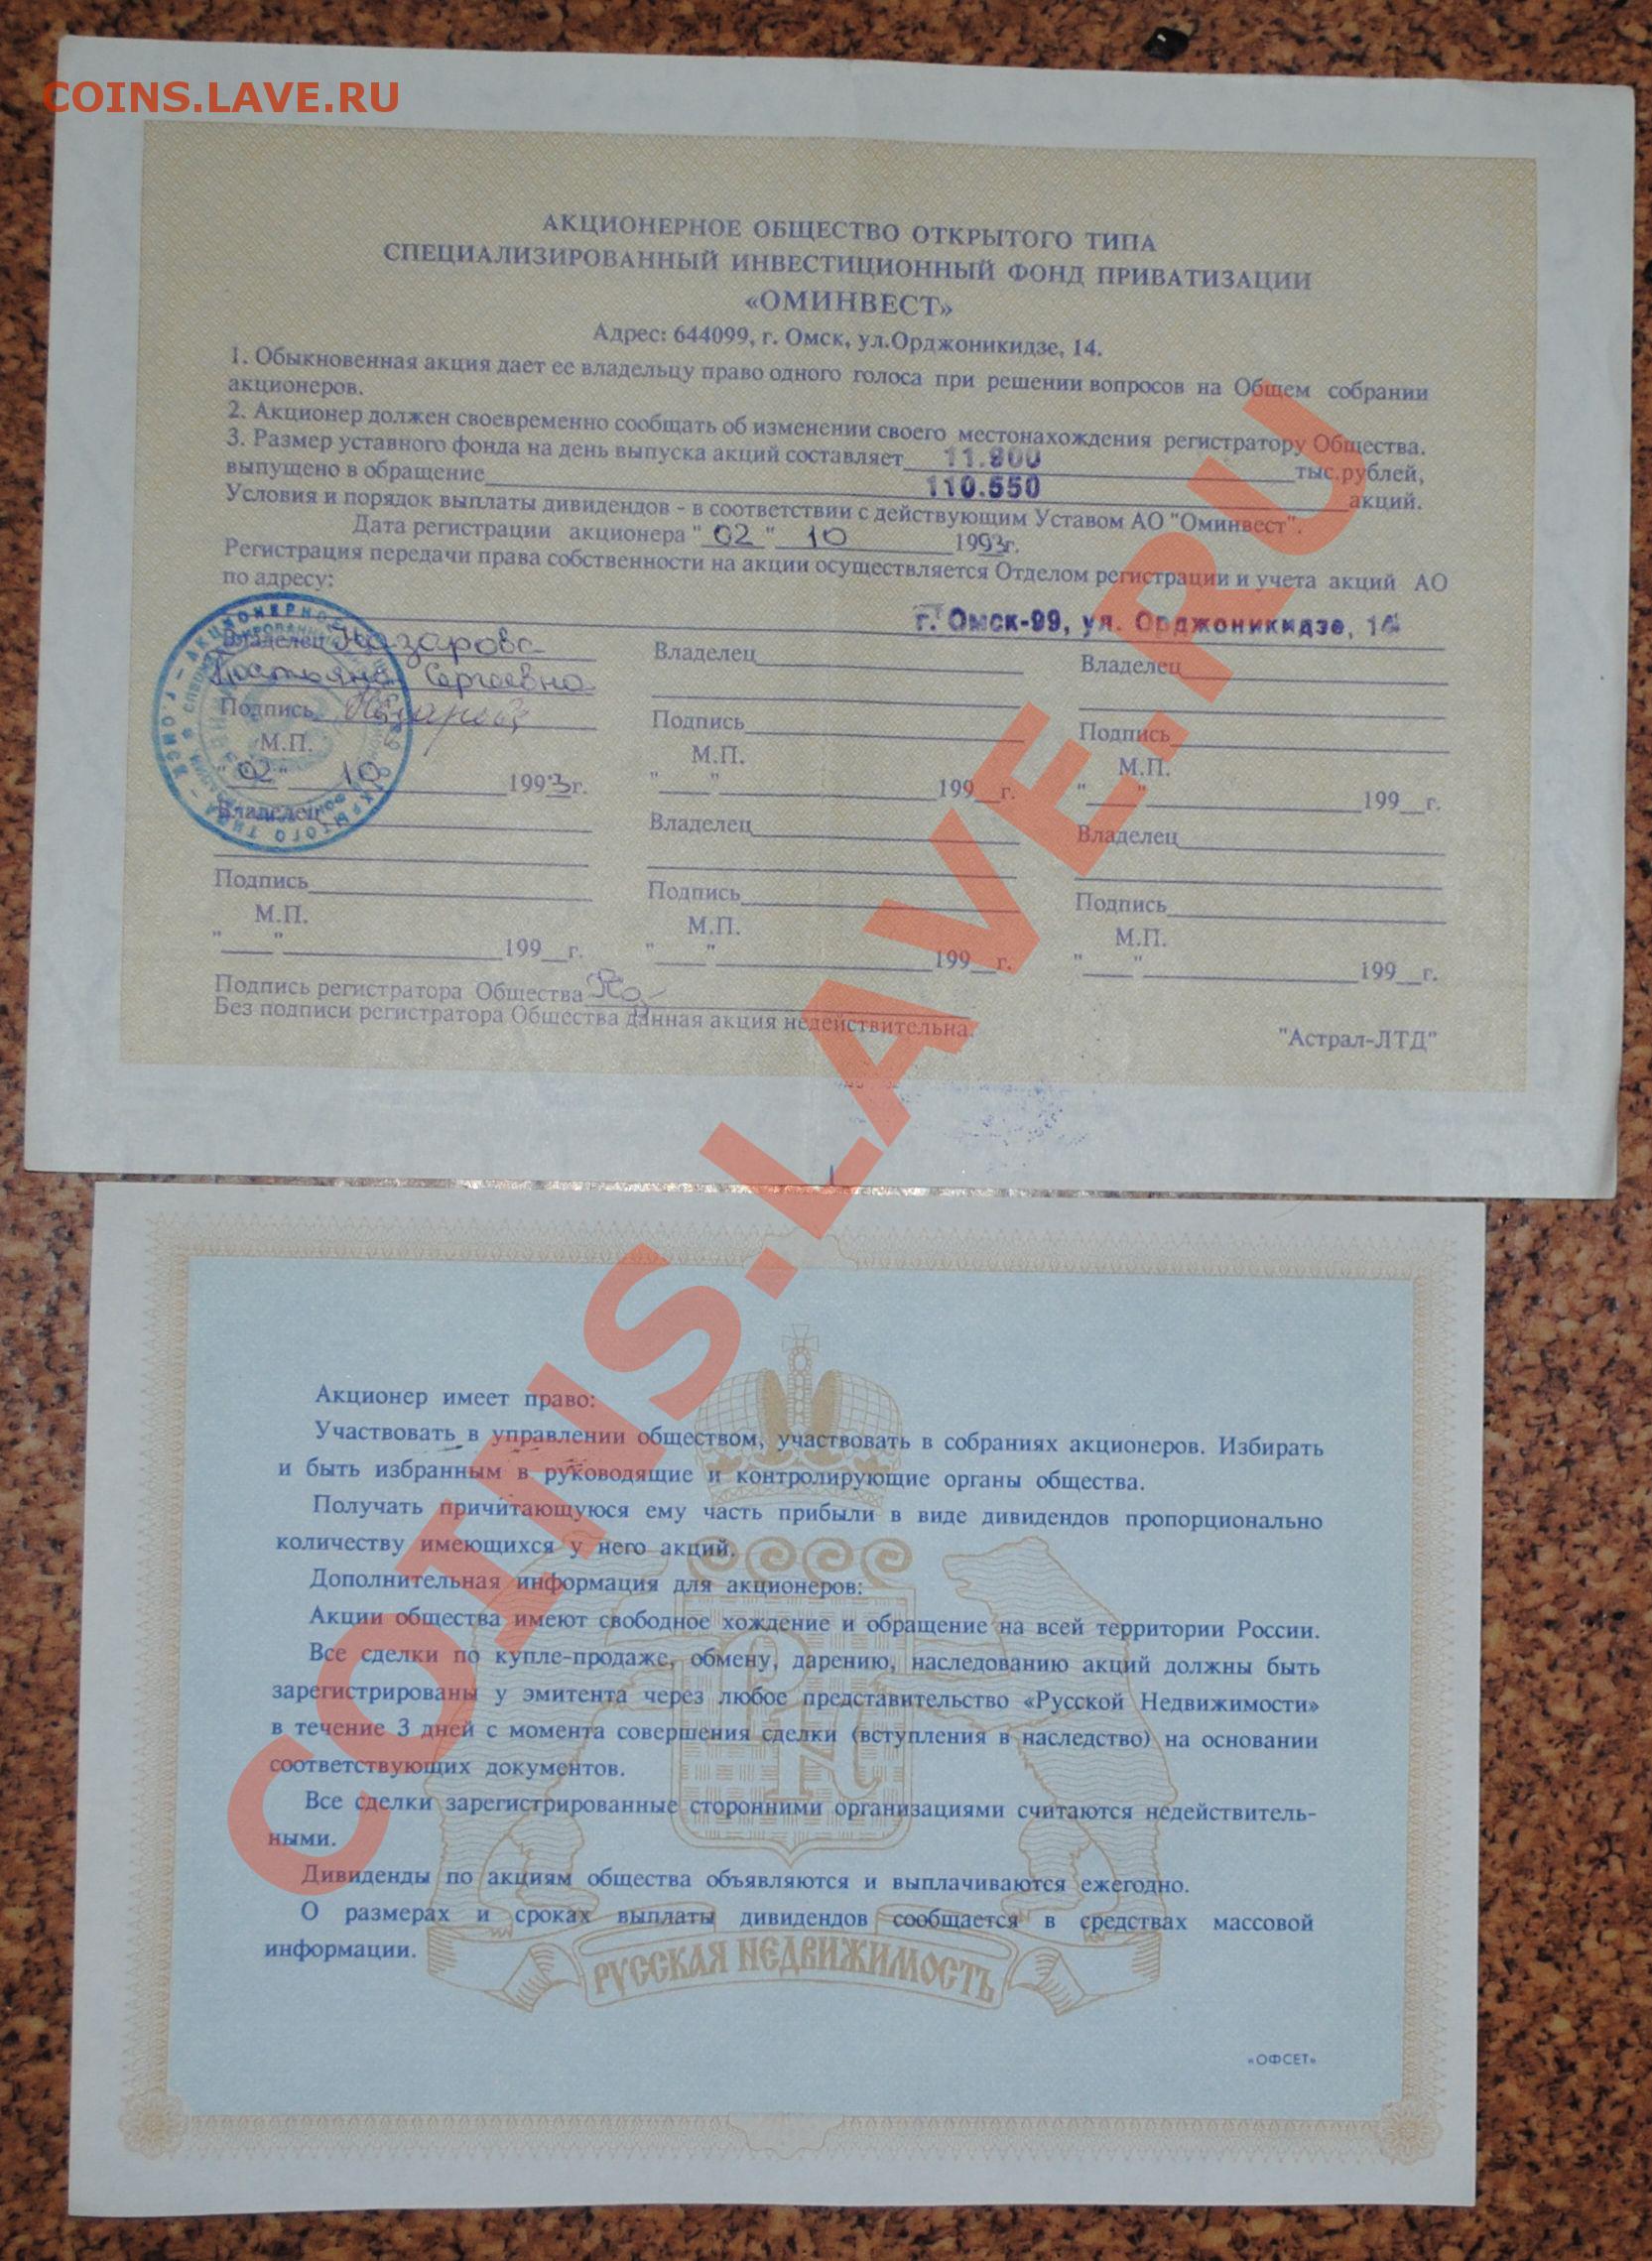 COINS.LAVE.RU
АКЦИОНЕРНОЕ ОБЩЕСТВО ОТКРЫТОГО ТИПА
СПЕЦИАЛИЗИРОВАННЫЙ ИНВЕСТИЦИОННЫЙ ФОНД ПРИВАТИЗАЦИИ
«ОМИНВЕСТ»
Адрес: 644099, г. Омск, ул.Орджоникидзе, 14.
1. Обыкновенная акция дает ее владельцу право одного голоса при решении вопросов на Общем собрании
акционеров.
2. Акционер должен своевременно сообщать об изменении своего местонахождения регистратору Общества.
3. Размер уставного фонда на день выпуска акций составляет 11.900 тыс.рублей,
выпущено в обращение 110.550 акций.
Условия и порядок выплаты дивидендов - в соответствии с действующим Уставом АО "Оминвест".
Дата регистрации акционера "02" 10 1993г.
Регистрация передачи права собственности на акции осуществляется Отделом регистрации и учета акций АО
по адресу:
г. Омск-99, ул. Орджоникидзе, 14
Владелец Назарова Владелец Владелец
Сергеевна
Подпись Подпись Подпись
М.П. М.П. М.П.
"02" 10 1993г. "__"__199__г. "__"__199__г.
Владелец Владелец Владелец
Подпись Подпись Подпись
М.П. М.П. М.П.
"__"__199__г. "__"__199__г. "__"__199__г.
Подпись регистратора Общества
Без подписи регистратора Общества данная акция недействительна.
"Астрал-ЛТД"
COINS.LAVE.RU
Акционер имеет право:
Участвовать в управлении обществом, участвовать в собраниях акционеров. Избирать
и быть избранным в руководящие и контролирующие органы общества.
Получать причитающуюся ему часть прибыли в виде дивидендов пропорционально
количеству имеющихся у него акций.
Дополнительная информация для акционеров:
Акции общества имеют свободное хождение и обращение на всей территории России.
Все сделки по купле-продаже, обмену, дарению, наследованию акций должны быть
зарегистрированы у эмитента через любое представительство «Русской Недвижимости»
в течение 3 дней с момента совершения сделки (вступления в наследство) на основании
соответствующих документов.
Все сделки зарегистрированные сторонними организациями считаются недействитель-
ными.
Дивиденды по акциям общества объявляются и выплачиваются ежегодно.
О размерах и сроках выплаты дивидендов сообщается в средствах массовой
информации.
РУССКАЯ НЕДВИЖИМОСТЬ
«ОФСЕТ»